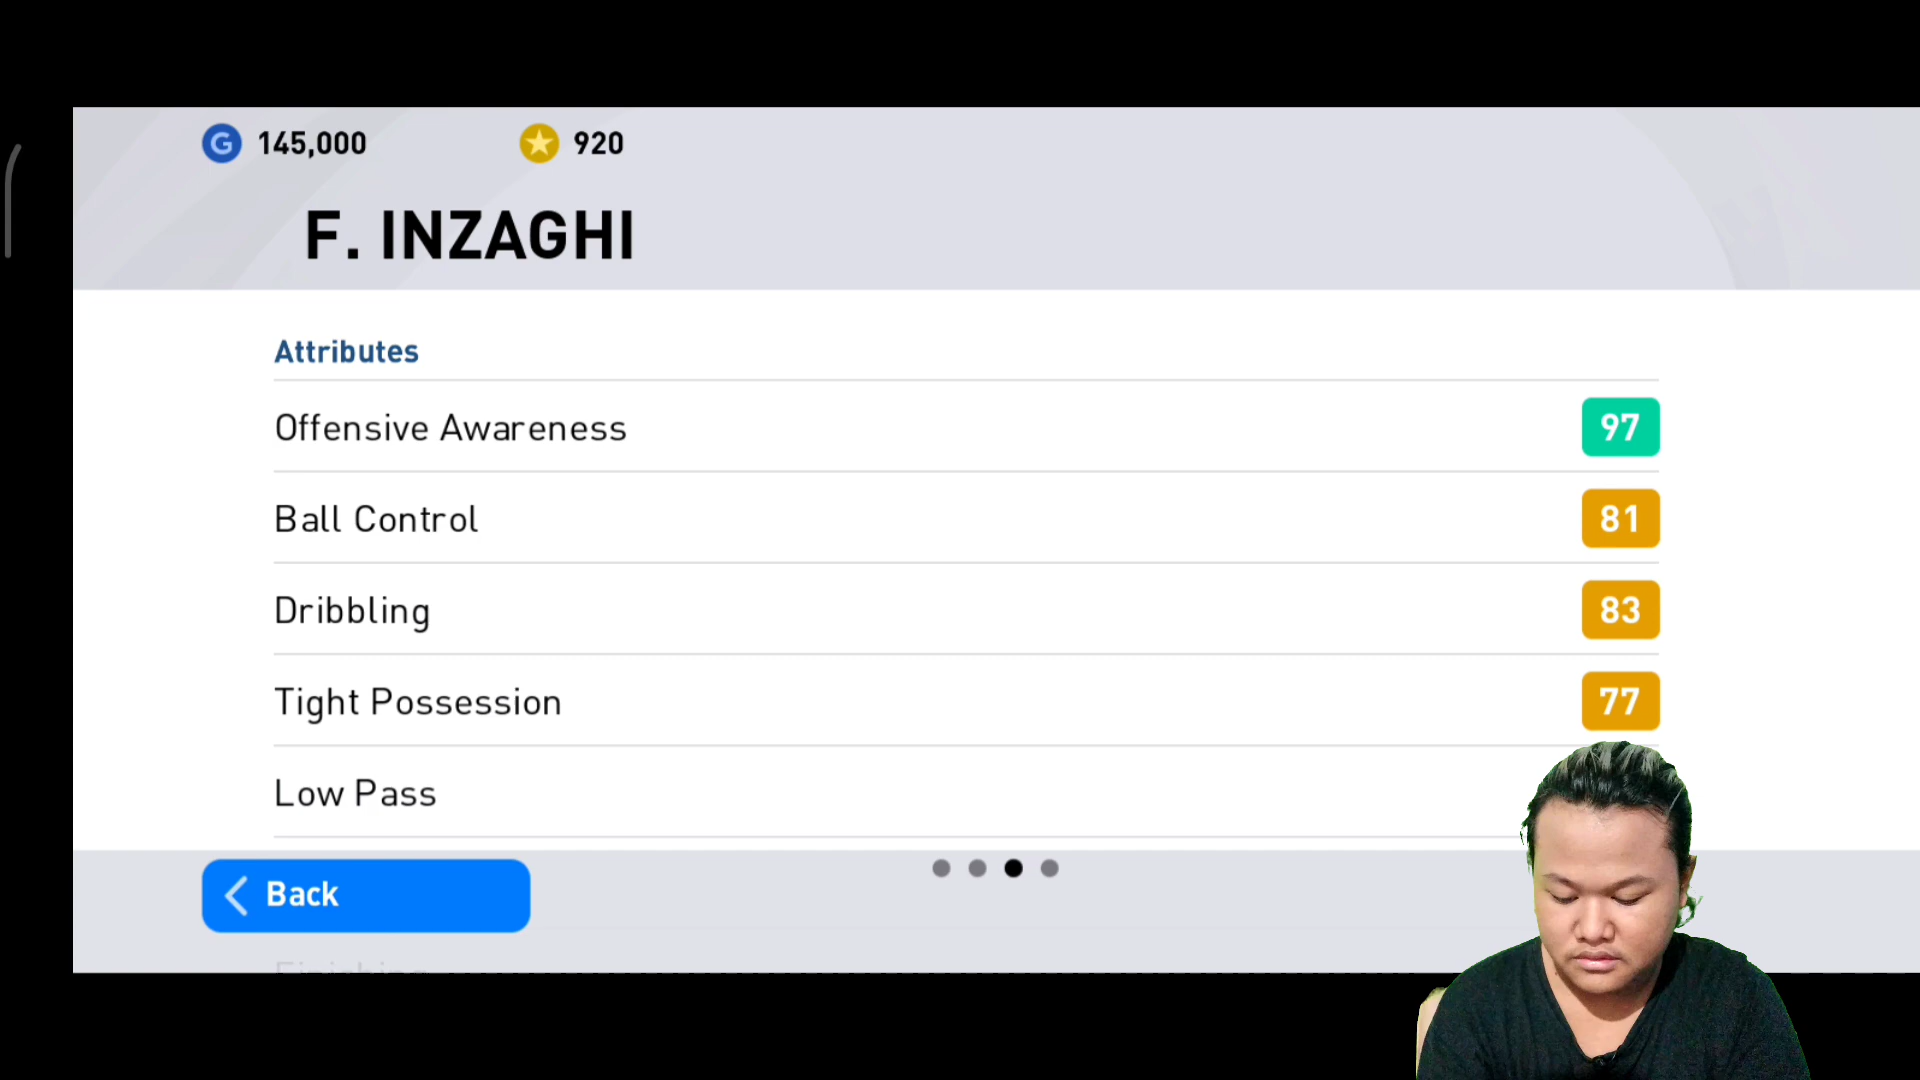 G 145,000 920
F. INZAGHI
Attributes
Offensive Awareness 97
Ball Control 81
Dribbling 83
Tight Possession 77
Low Pass
Back
Finishing